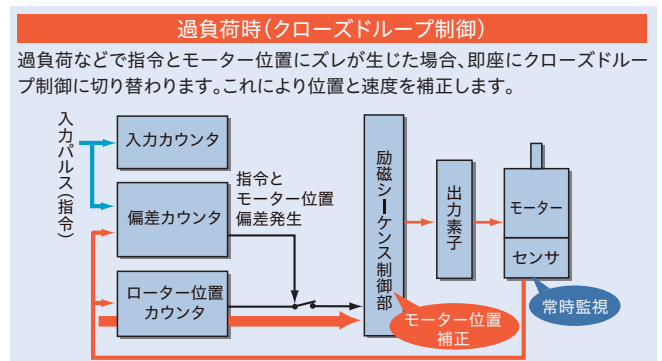 過負荷時(クローズドループ制御)
過負荷などで指令とモーター位置にズレが生じた場合、即座にクローズドルー
プ制御に切り替わります。これにより位置と速度を補正します。
入力パルス(指令)
入力カウンタ
偏差カウンタ
ローター位置
カウンタ
指令と
モーター位置
偏差発生
励磁シーケンス制御部
出力素子
モーター
センサ
常時監視
モーター位置
補正